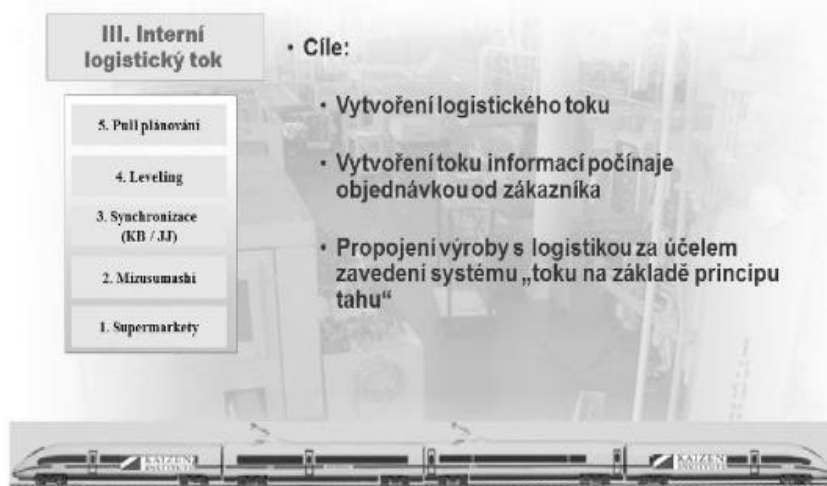 III. Interní
logistický tok
5. Pull plánování
4. Leveling
3. Synchronizace
(KB / JJ)
2. Mizusumashi
1. Supermarkety
• Cíle:
• Vytvoření logistického toku
• Vytvoření toku informací počínaje
objednávkou od zákazníka
• Propojení výroby s logistikou za účelem
zavedení systému „toku na základě principu
tahu“
KAIZEN
KAIZEN